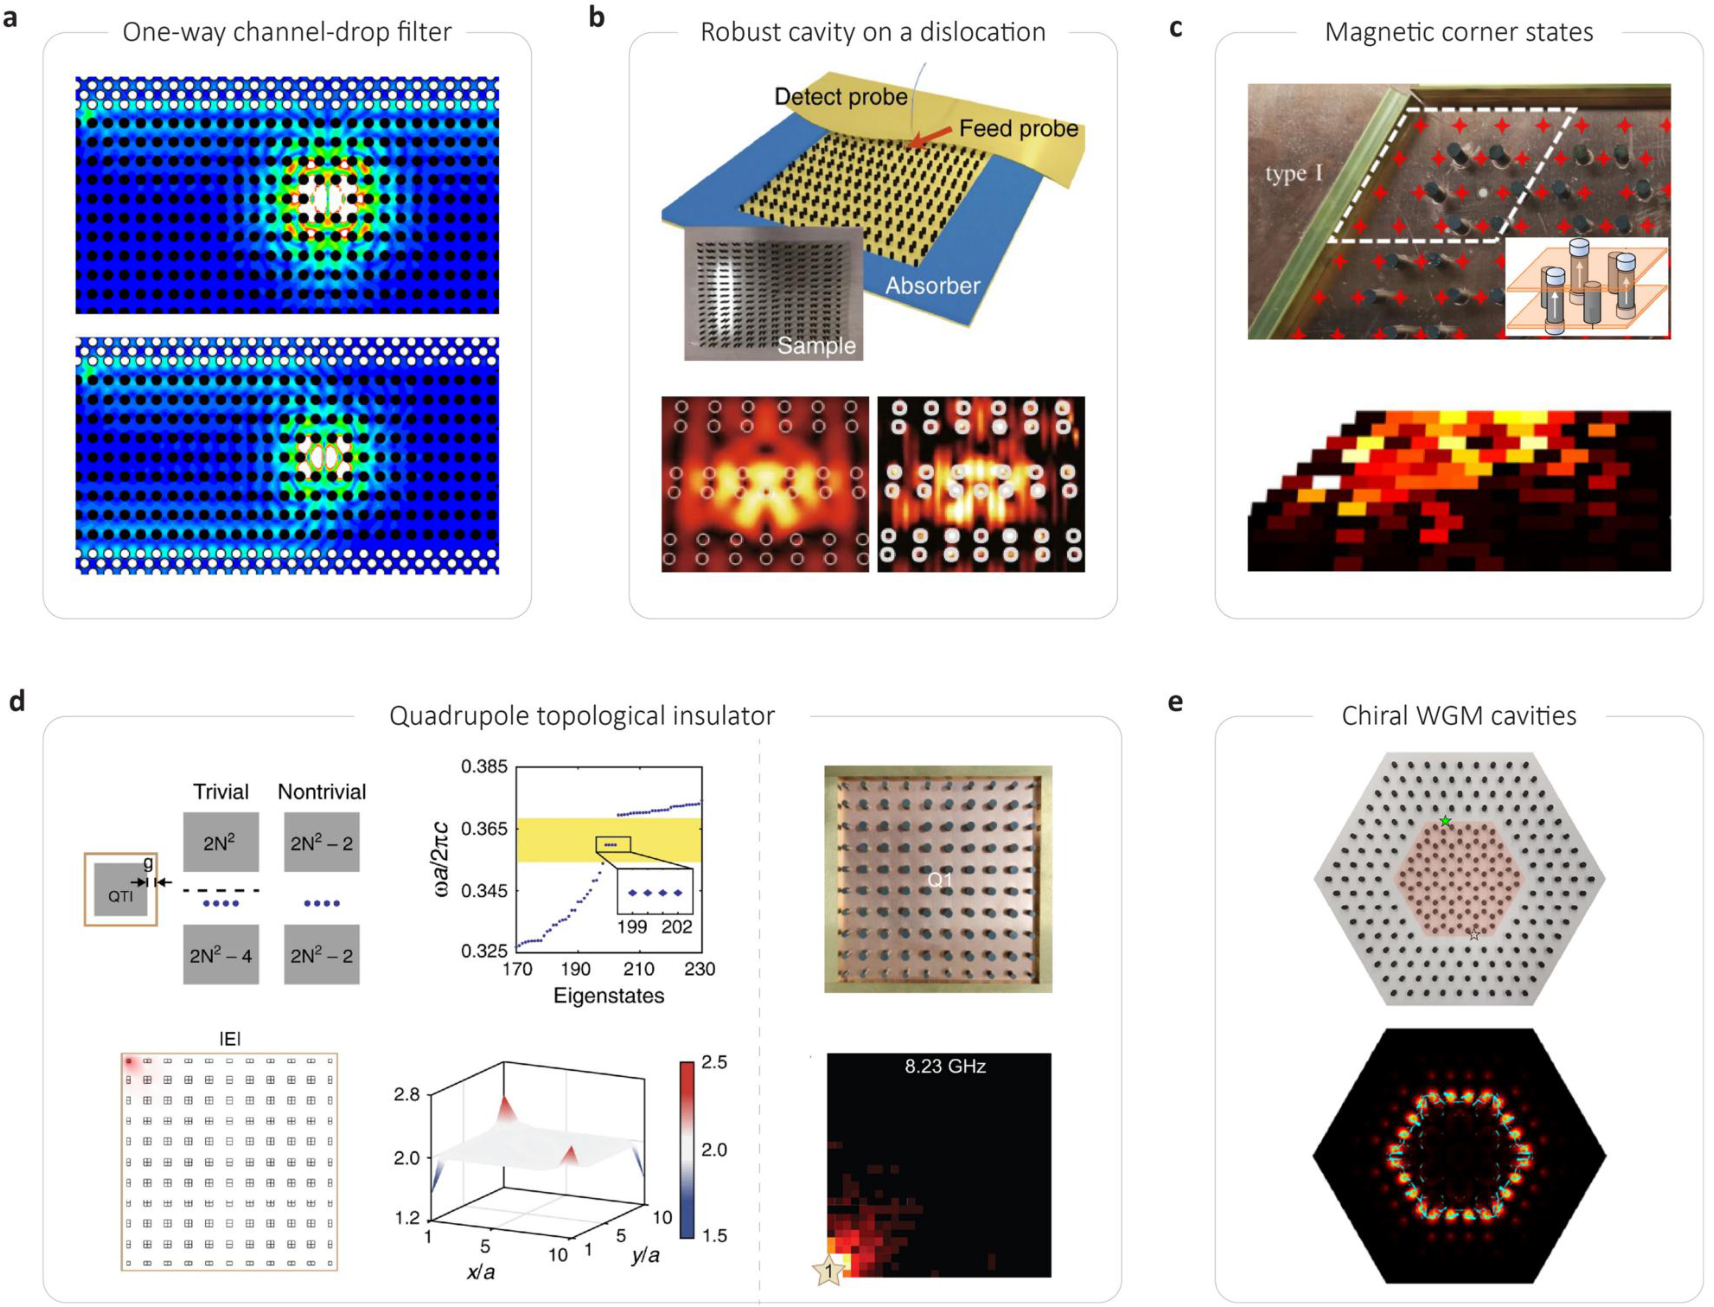 a
One-way channel-drop filter
b
Robust cavity on a dislocation
Detect probe
Feed probe
Absorber
Sample
c
Magnetic corner states
type I
d
Quadrupole topological insulator
Trivial
Nontrivial
g
QTI
2N² 2N² – 2
2N² – 4 2N² – 2
ωa/2πc
0.385
0.365
0.345
0.325
199 202
170 190 210 230
Eigenstates
Q1
|E|
2.8
2.0
1.2
1 5 10
x/a
1 5 10
y/a
2.5
2.0
1.5
8.23 GHz
1
e
Chiral WGM cavities